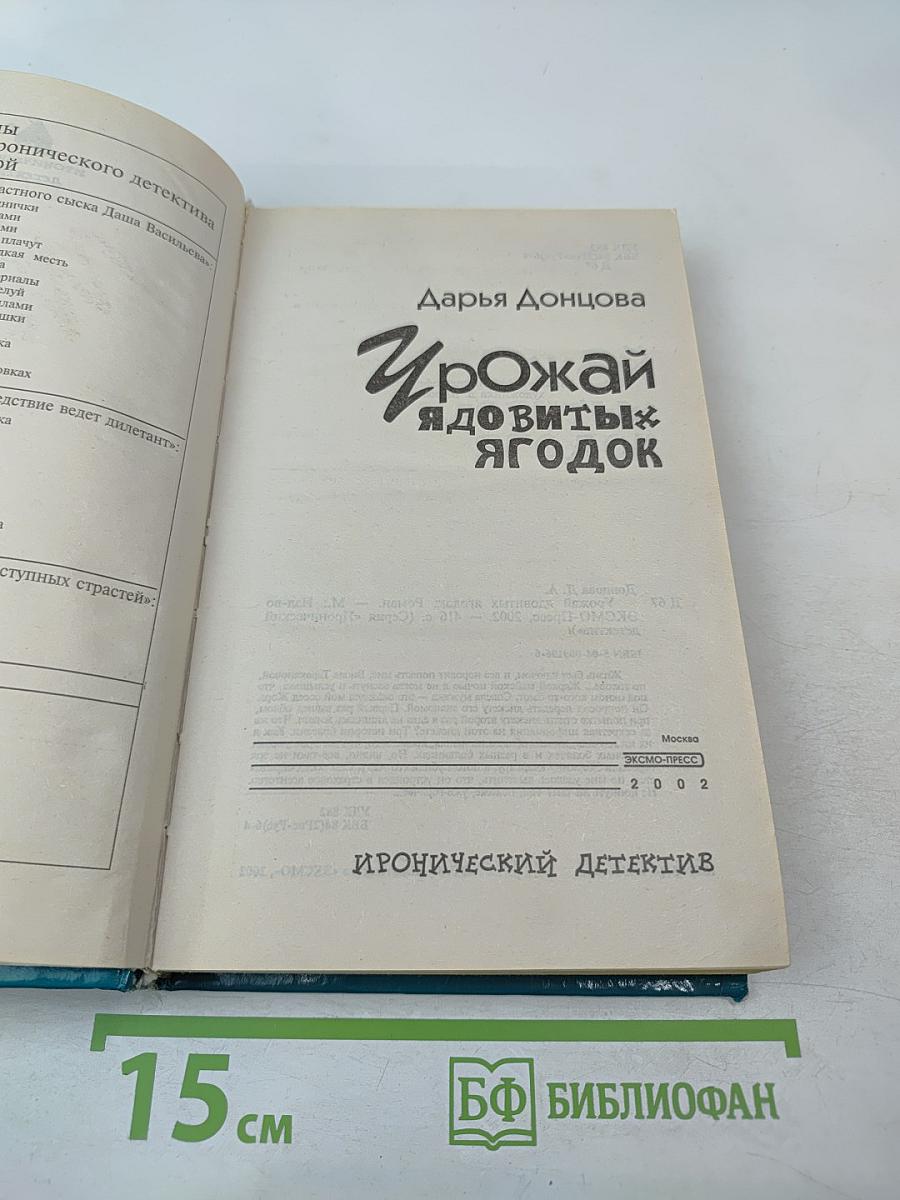 ронического детектива
ой
астного сыска Даша Васильева»:
днички
ами
ами
плачут
дкая месть
а
ериалы
елуй
лами
шки
ка
овках
едствие ведет дилетант»:
ка
а
ступных страстей»:
Дарья Донцова
Урожай
ядовитых
ягодок
Москва
ЭКСМО-ПРЕСС
2002
ИРОНИЧЕСКИЙ ДЕТЕКТИВ
15 см
БФ БИБЛИОФАН